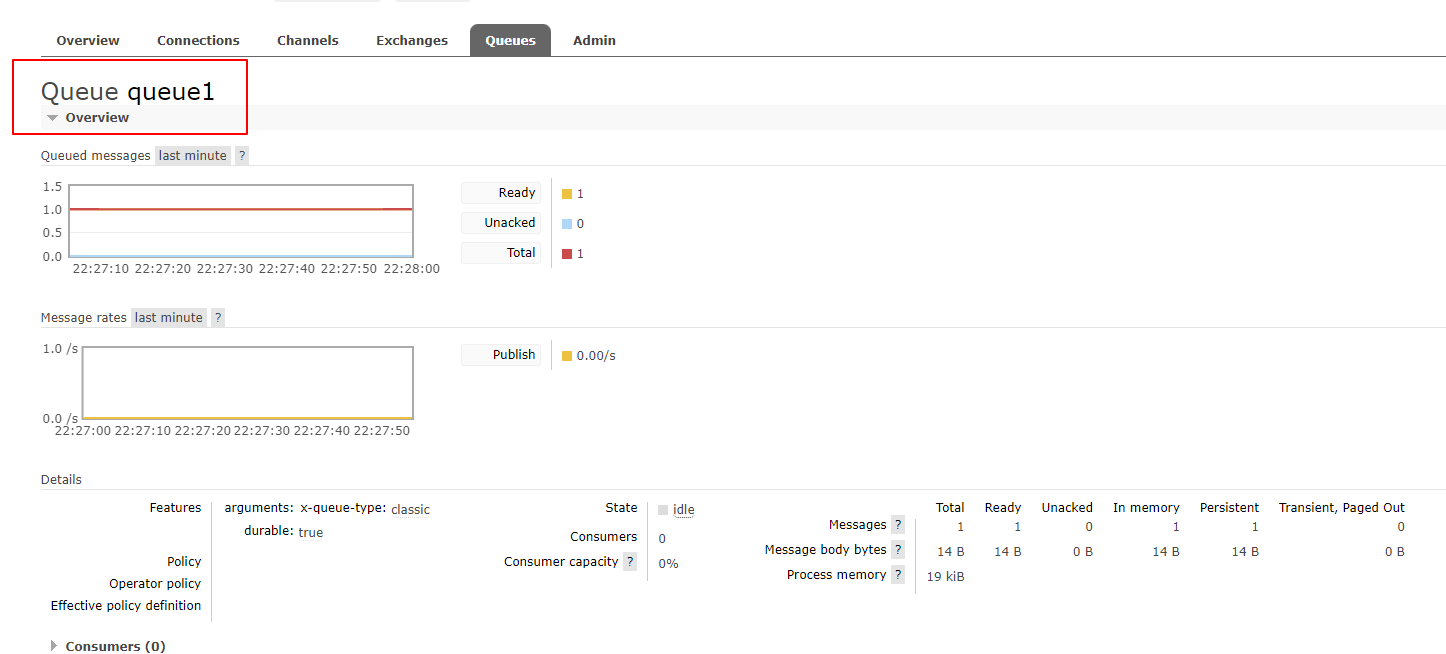 Overview Connections Channels Exchanges Queues Admin
Queue queue1
Overview
Queued messages last minute ?
1.5
1.0
0.5
0.0
22:27:10 22:27:20 22:27:30 22:27:40 22:27:50 22:28:00
Ready 1
Unacked 0
Total 1
Message rates last minute ?
1.0 /s
0.0 /s
22:27:00 22:27:10 22:27:20 22:27:30 22:27:40 22:27:50
Publish 0.00/s
Details
Features arguments: x-queue-type: classic
durable: true
Policy
Operator policy
Effective policy definition
State idle
Consumers 0
Consumer capacity ? 0%
Total Ready Unacked In memory Persistent Transient, Paged Out
Messages ? 1 1 0 1 1 0
Message body bytes ? 14 B 14 B 0 B 14 B 14 B 0 B
Process memory ? 19 kiB
Consumers (0)